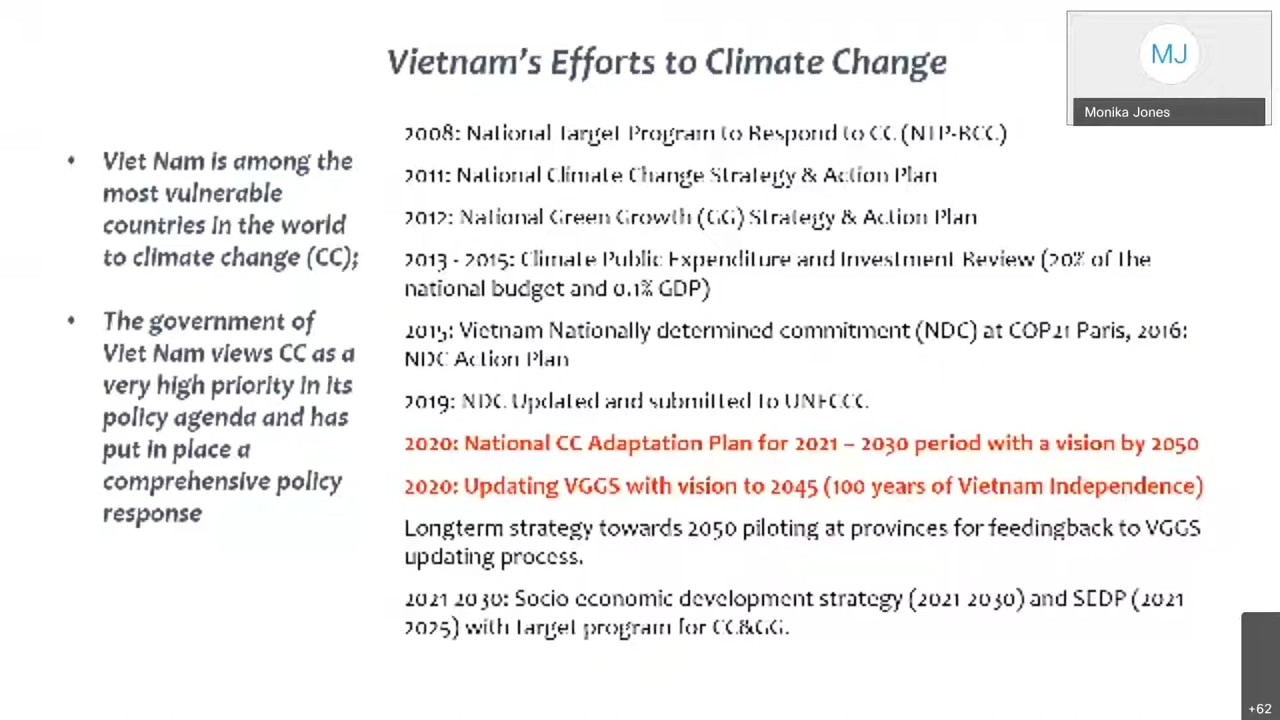 Vietnam's Efforts to Climate Change
MJ
Monika Jones
• Viet Nam is among the
most vulnerable
countries in the world
to climate change (CC);
• The government of
Viet Nam views CC as a
very high priority in its
policy agenda and has
put in place a
comprehensive policy
response
2008: National Target Program to Respond to CC (NTP-RCC)
2011: National Climate Change Strategy & Action Plan
2012: National Green Growth (GG) Strategy & Action Plan
2013 - 2015: Climate Public Expenditure and Investment Review (20% of the
national budget and 0.1% GDP)
2015: Vietnam Nationally determined commitment (NDC) at COP21 Paris, 2016:
NDC Action Plan
2019: NDC Updated and submitted to UNFCCC.
2020: National CC Adaptation Plan for 2021 – 2030 period with a vision by 2050
2020: Updating VGGS with vision to 2045 (100 years of Vietnam Independence)
Longterm strategy towards 2050 piloting at provinces for feedingback to VGGS
updating process.
2021-2030: Socio-economic development strategy (2021-2030) and SEDP (2021-
2025) with target program for CC&GG.
+62